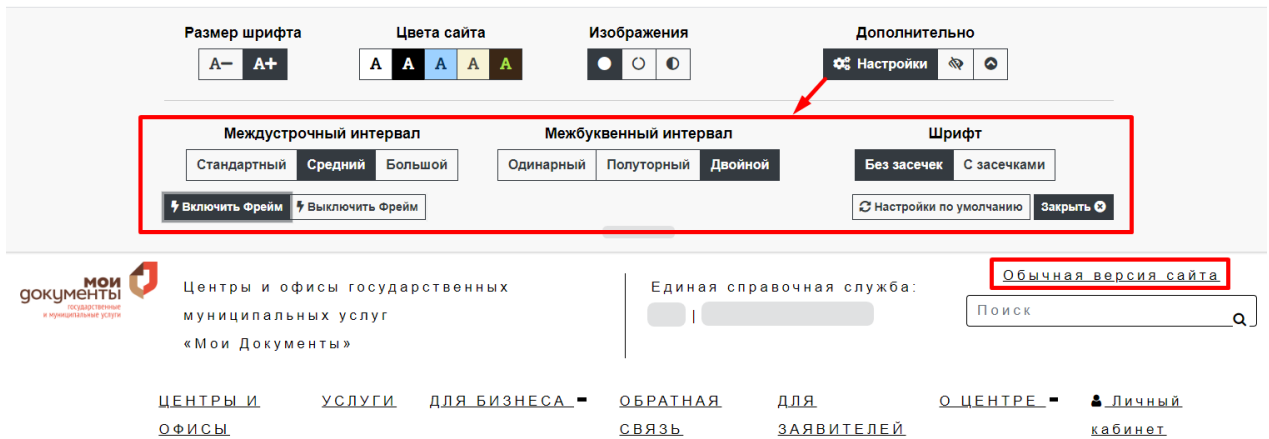 Размер шрифта
Цвета сайта
Изображения
Дополнительно
A− A+
A A A A A
Настройки
Междустрочный интервал
Межбуквенный интервал
Шрифт
Стандартный Средний Большой
Одинарный Полуторный Двойной
Без засечек С засечками
Включить Фрейм Выключить Фрейм
Настройки по умолчанию Закрыть
мои
документы
государственные
и муниципальные услуги
Центры и офисы государственных
муниципальных услуг
«Мои Документы»
Единая справочная служба:
|
Обычная версия сайта
Поиск
ЦЕНТРЫ И
ОФИСЫ
УСЛУГИ
ДЛЯ БИЗНЕСА
ОБРАТНАЯ
СВЯЗЬ
ДЛЯ
ЗАЯВИТЕЛЕЙ
О ЦЕНТРЕ
Личный
кабинет